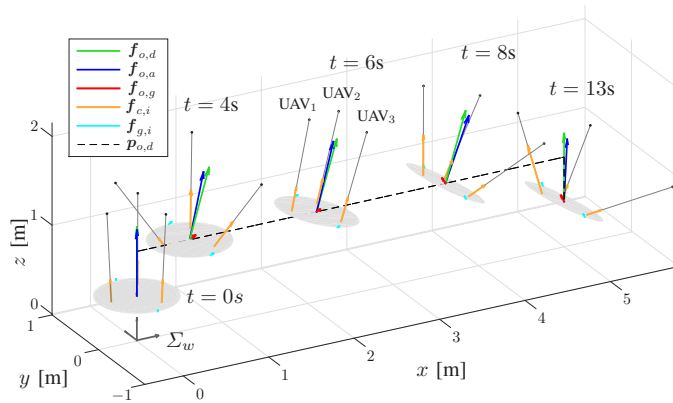 f_{o,d}
f_{o,a}
f_{o,g}
f_{c,i}
f_{g,i}
p_{o,d}
t = 0s
t = 4s
t = 6s
t = 8s
t = 13s
UAV₁
UAV₂
UAV₃
Σ_w
z [m]
2
1
0
y [m]
1
0
−1
x [m]
0
1
2
3
4
5